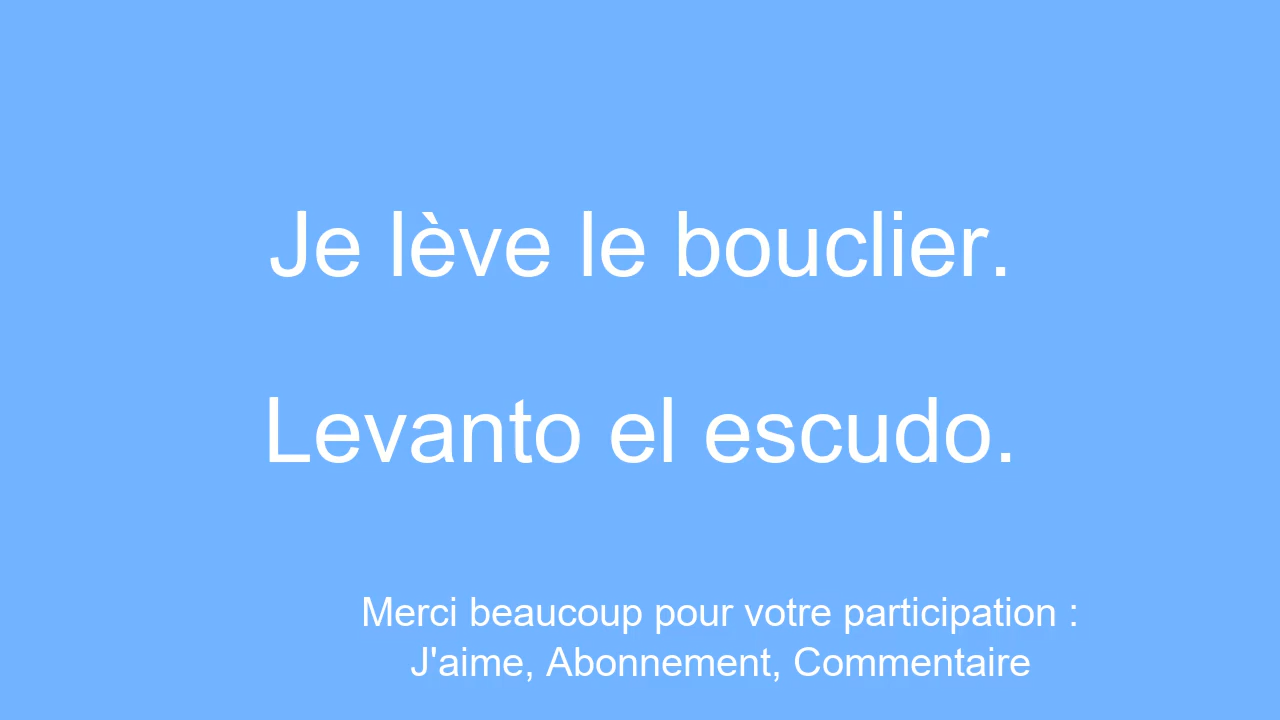 Je lève le bouclier.
Levanto el escudo.
Merci beaucoup pour votre participation :
J'aime, Abonnement, Commentaire